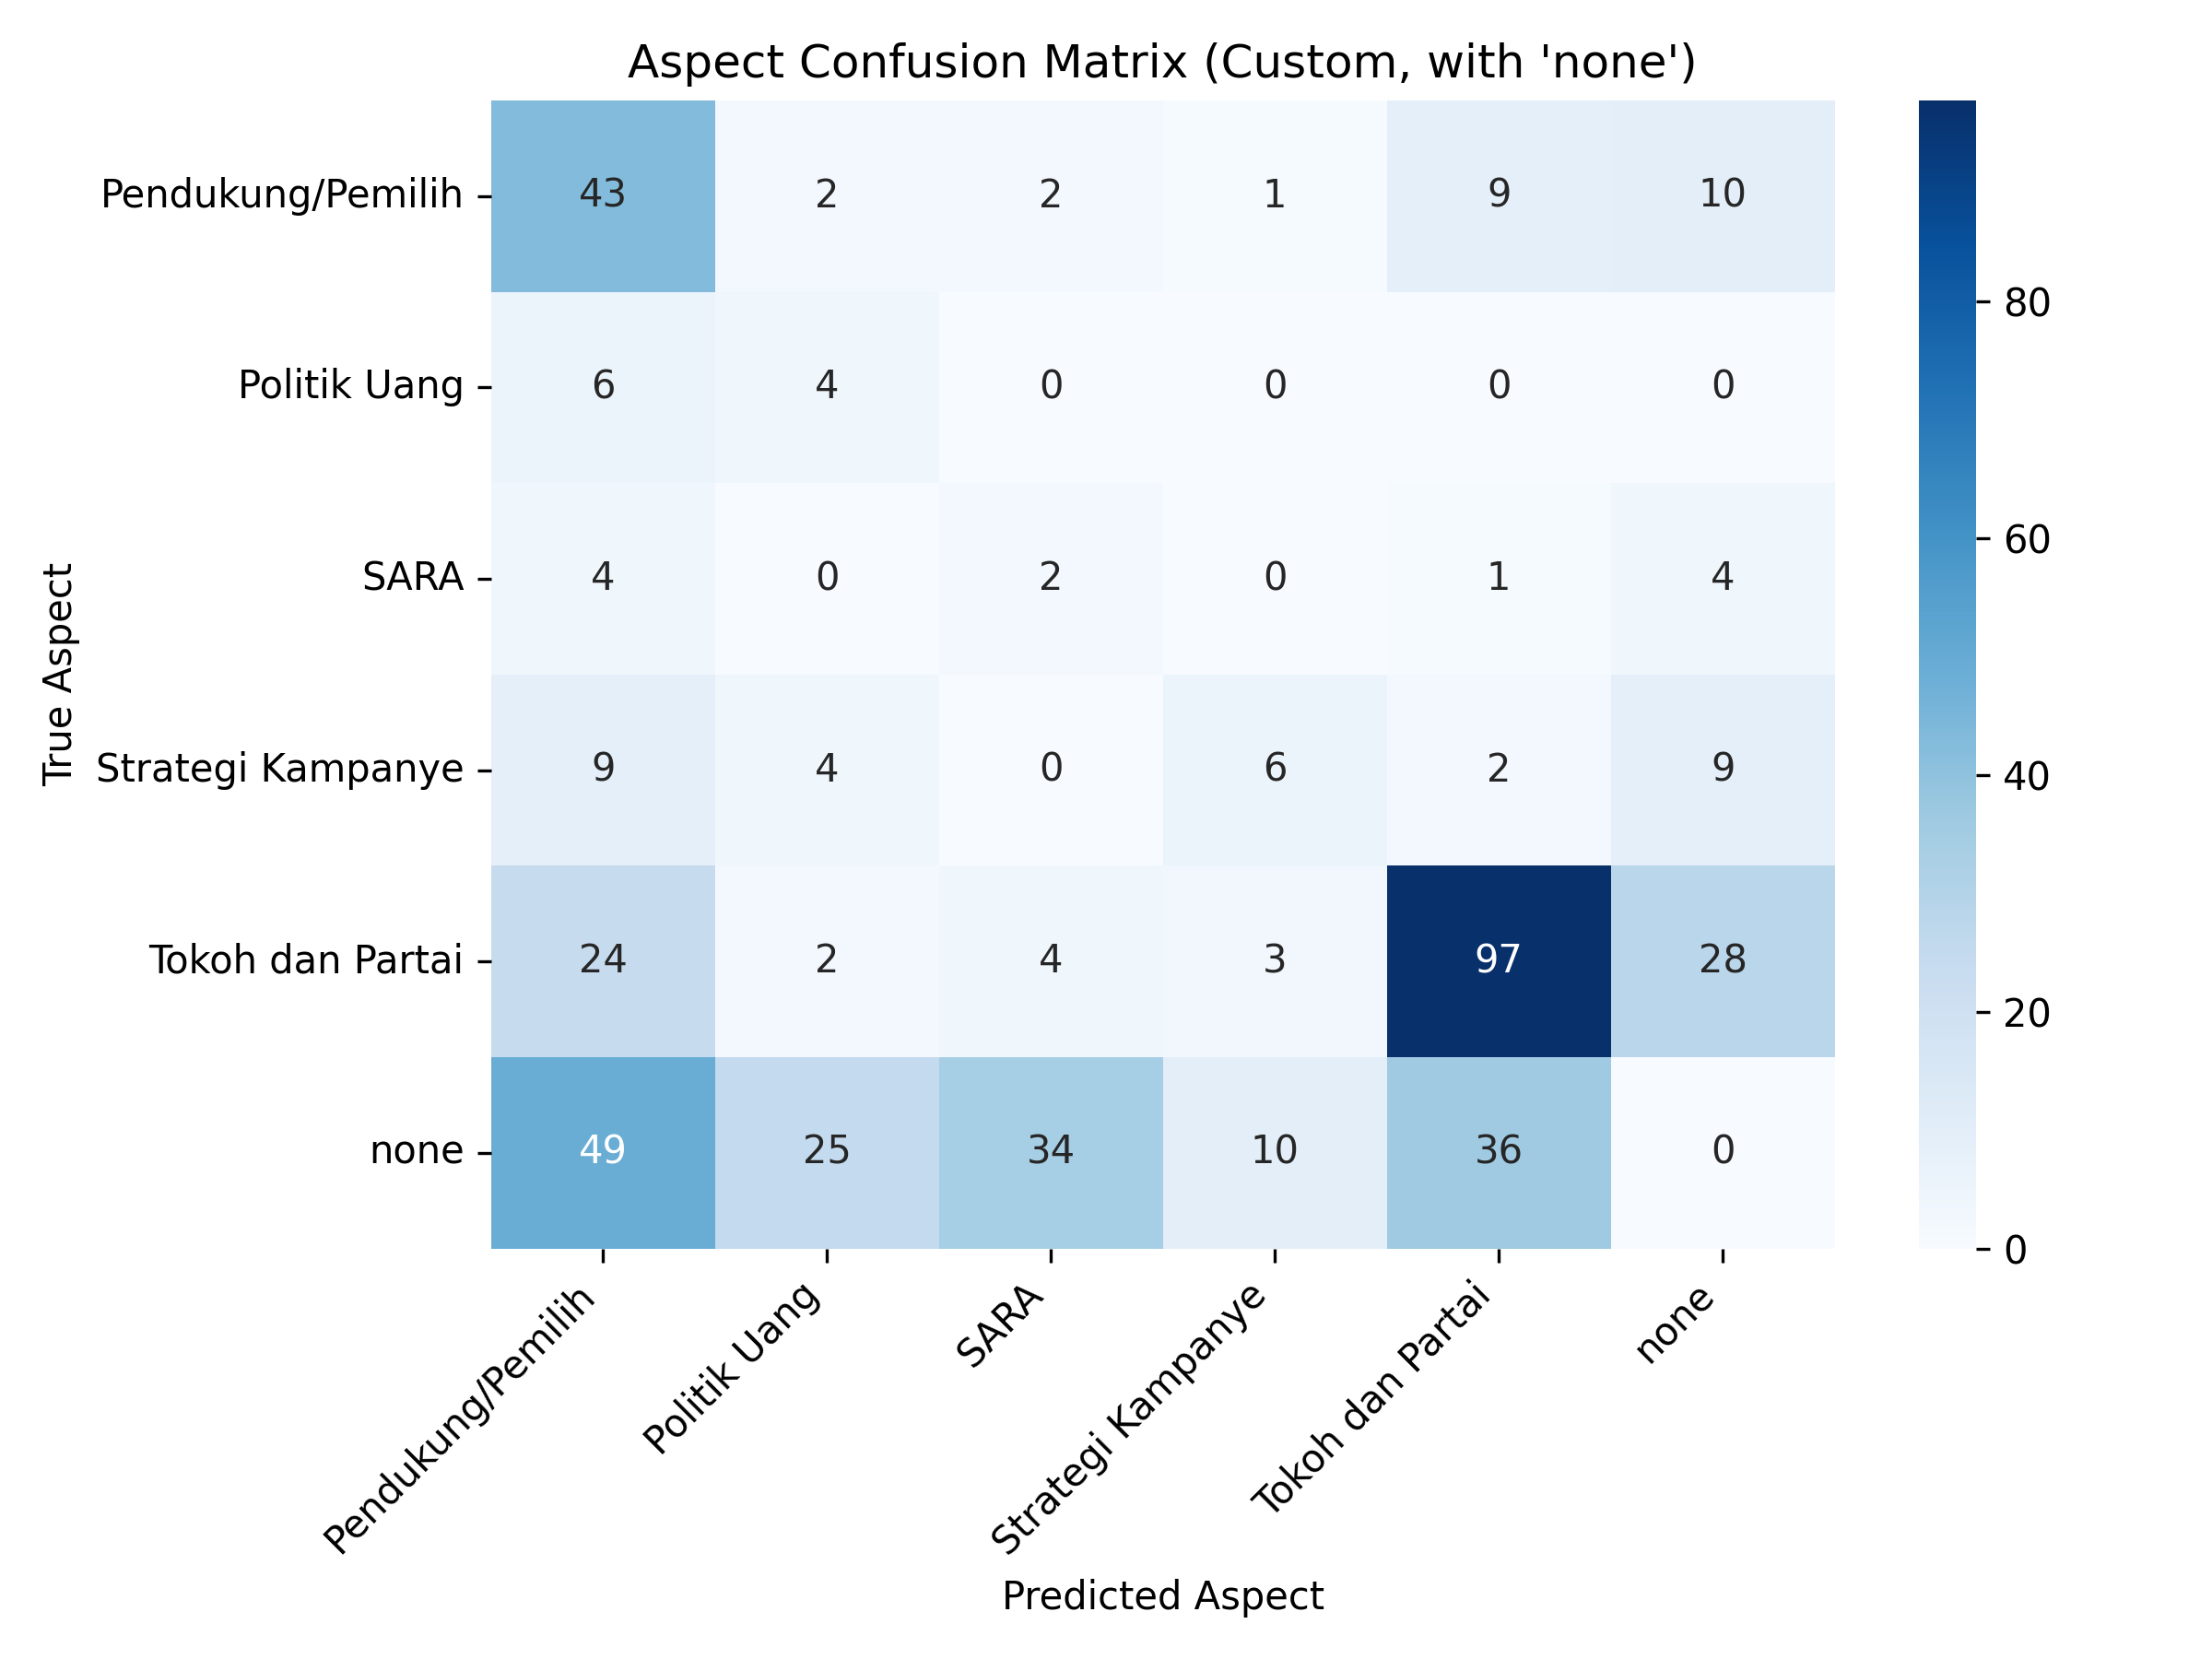 Aspect Confusion Matrix (Custom, with 'none')
True Aspect
Pendukung/Pemilih 43 2 2 1 9 10
Politik Uang 6 4 0 0 0 0
SARA 4 0 2 0 1 4
Strategi Kampanye 9 4 0 6 2 9
Tokoh dan Partai 24 2 4 3 97 28
none 49 25 34 10 36 0
Pendukung/Pemilih Politik Uang SARA Strategi Kampanye Tokoh dan Partai none
Predicted Aspect
80
60
40
20
0